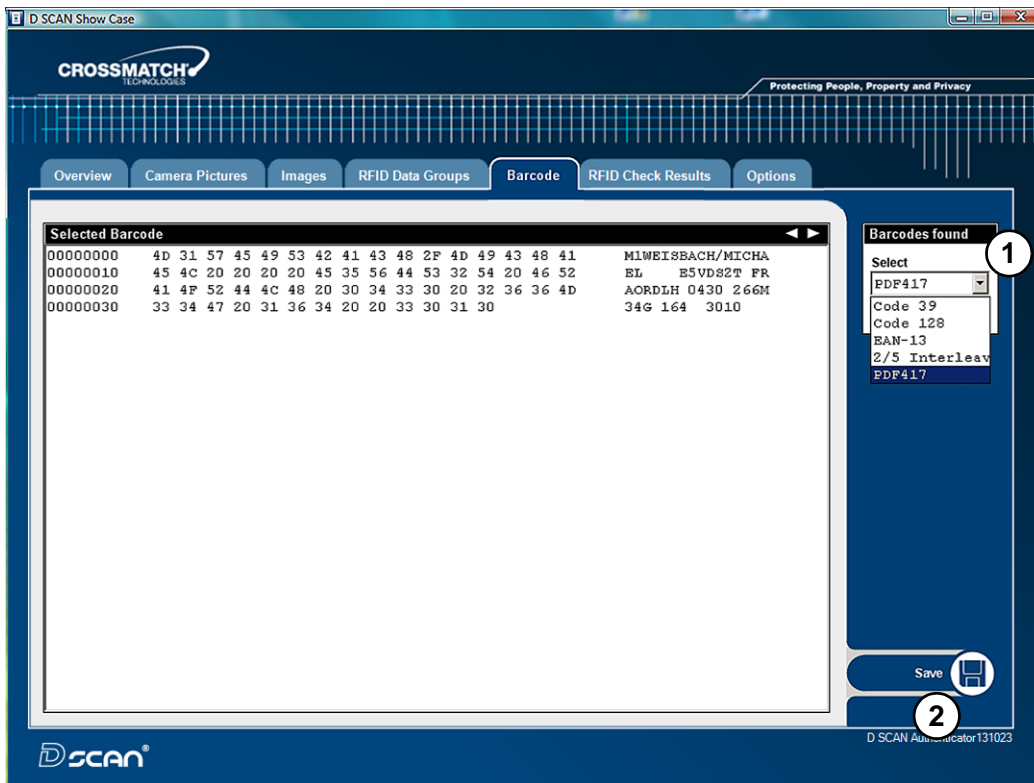 D SCAN Show Case
CROSSMATCH
TECHNOLOGIES
Protecting People, Property and Privacy
Overview Camera Pictures Images RFID Data Groups Barcode RFID Check Results Options
Selected Barcode
00000000 4D 31 57 45 49 53 42 41 43 48 2F 4D 49 43 48 41 M1WEISBACH/MICHA
00000010 45 4C 20 20 20 20 45 35 56 44 53 32 54 20 46 52 EL    E5VDS2T FR
00000020 41 4F 52 44 4C 48 20 30 34 33 30 20 32 36 36 4D AORDLH 0430 266M
00000030 33 34 47 20 31 36 34 20 20 33 30 31 30 34G 164  3010
Barcodes found
1
Select
PDF417
Code 39
Code 128
EAN-13
2/5 Interleav
PDF417
Save
2
D SCAN Authenticator131023
D SCAN®